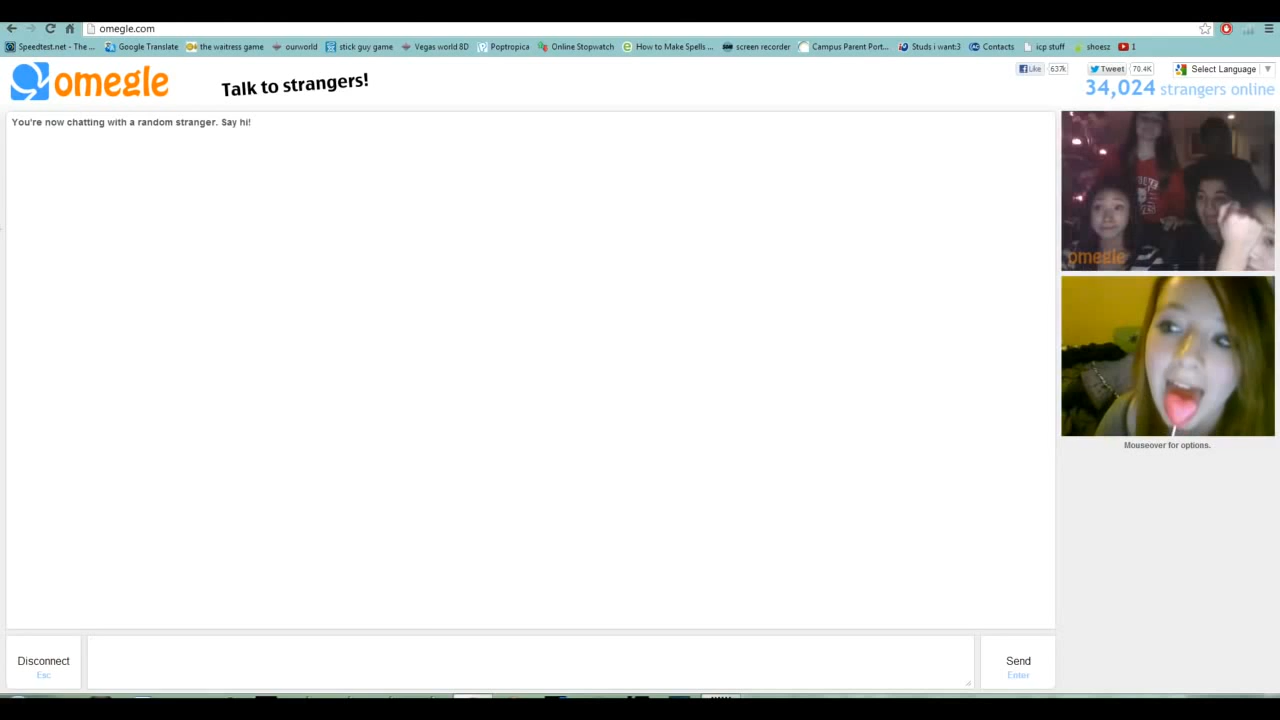 omegle.com
Speedtest.net - The ...
Google Translate
the waitress game
ourworld
stick guy game
Vegas world 8D
Poptropica
Online Stopwatch
How to Make Spells ...
screen recorder
Campus Parent Port...
Studs i want:3
Contacts
icp stuff
shoesz
1
omegle
Talk to strangers!
Like
637k
Tweet
70.4K
Select Language
34,024 strangers online
You're now chatting with a random stranger. Say hi!
omegle
Mouseover for options.
Disconnect
Esc
Send
Enter